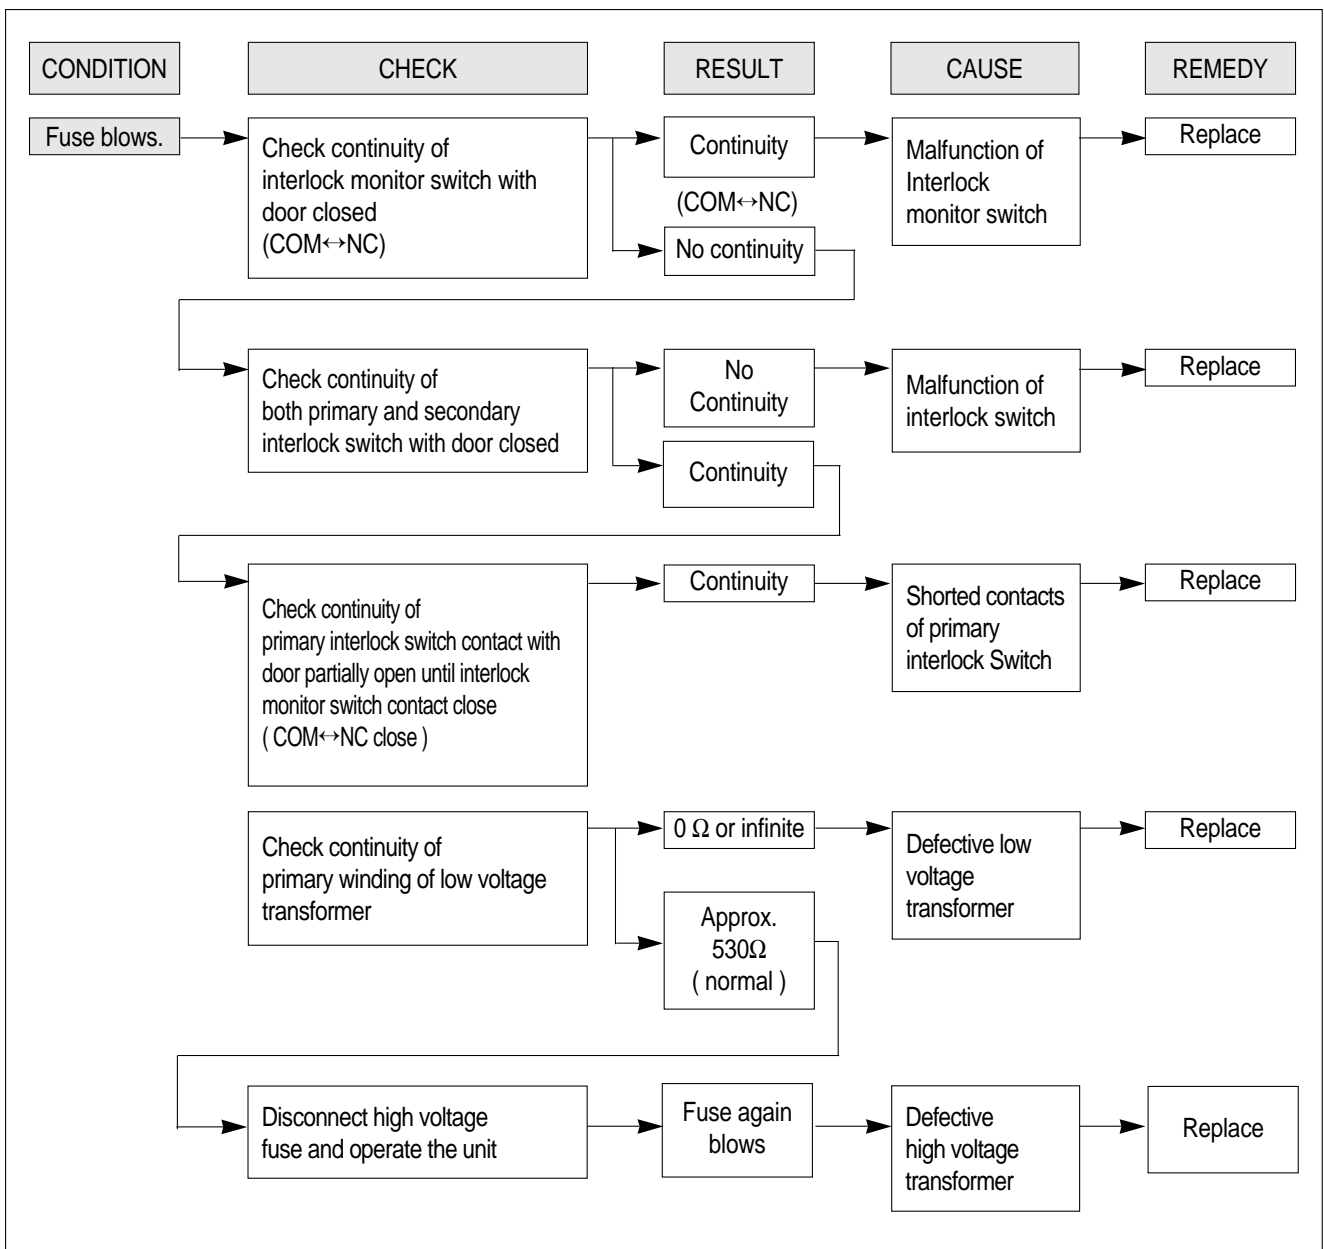 CONDITION
CHECK
RESULT
CAUSE
REMEDY
Fuse blows.
Check continuity of
interlock monitor switch with
door closed
(COM↔NC)
Continuity
(COM↔NC)
No continuity
Malfunction of
Interlock
monitor switch
Replace
Check continuity of
both primary and secondary
interlock switch with door closed
No
Continuity
Continuity
Malfunction of
interlock switch
Replace
Check continuity of
primary interlock switch contact with
door partially open until interlock
monitor switch contact close
( COM↔NC close )
Continuity
Shorted contacts
of primary
interlock Switch
Replace
Check continuity of
primary winding of low voltage
transformer
0 Ω or infinite
Approx.
530Ω
( normal )
Defective low
voltage
transformer
Replace
Disconnect high voltage
fuse and operate the unit
Fuse again
blows
Defective
high voltage
transformer
Replace